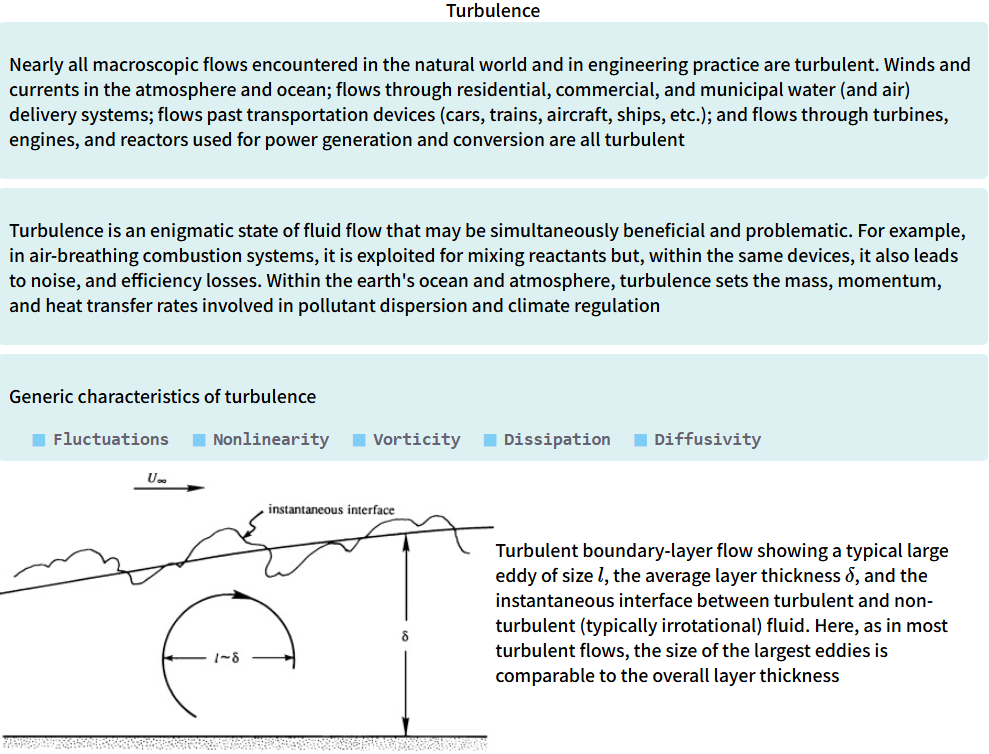 Turbulence
Nearly all macroscopic flows encountered in the natural world and in engineering practice are turbulent. Winds and
currents in the atmosphere and ocean; flows through residential, commercial, and municipal water (and air)
delivery systems; flows past transportation devices (cars, trains, aircraft, ships, etc.); and flows through turbines,
engines, and reactors used for power generation and conversion are all turbulent
Turbulence is an enigmatic state of fluid flow that may be simultaneously beneficial and problematic. For example,
in air-breathing combustion systems, it is exploited for mixing reactants but, within the same devices, it also leads
to noise, and efficiency losses. Within the earth's ocean and atmosphere, turbulence sets the mass, momentum,
and heat transfer rates involved in pollutant dispersion and climate regulation
Generic characteristics of turbulence
Fluctuations Nonlinearity Vorticity Dissipation Diffusivity
U∞
instantaneous interface
δ
l~δ
Turbulent boundary-layer flow showing a typical large
eddy of size l, the average layer thickness δ, and the
instantaneous interface between turbulent and non-
turbulent (typically irrotational) fluid. Here, as in most
turbulent flows, the size of the largest eddies is
comparable to the overall layer thickness